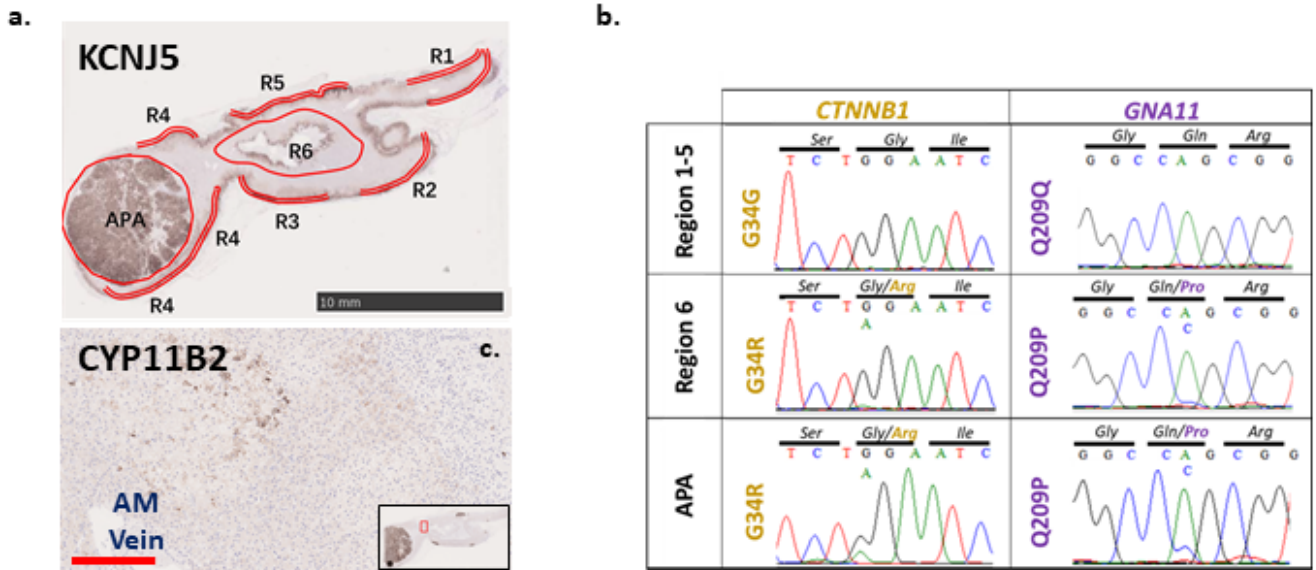 a.
KCNJ5
R1
R5
R4
R6
R2
APA
R3
R4
R4
10 mm
CYP11B2
c.
AM
Vein
b.
CTNNB1 GNA11
Region 1-5
G34G
Ser Gly Ile
T C T G G A A T C
Q209Q
Gly Gln Arg
G G C C A G C G G
Region 6
G34R
Ser Gly/Arg Ile
T C T G G A A T C
A
Q209P
Gly Gln/Pro Arg
G G C C A G C G G
C
APA
G34R
Ser Gly/Arg Ile
T C T G G A A T C
A
Q209P
Gly Gln/Pro Arg
G G C C A G C G G
C